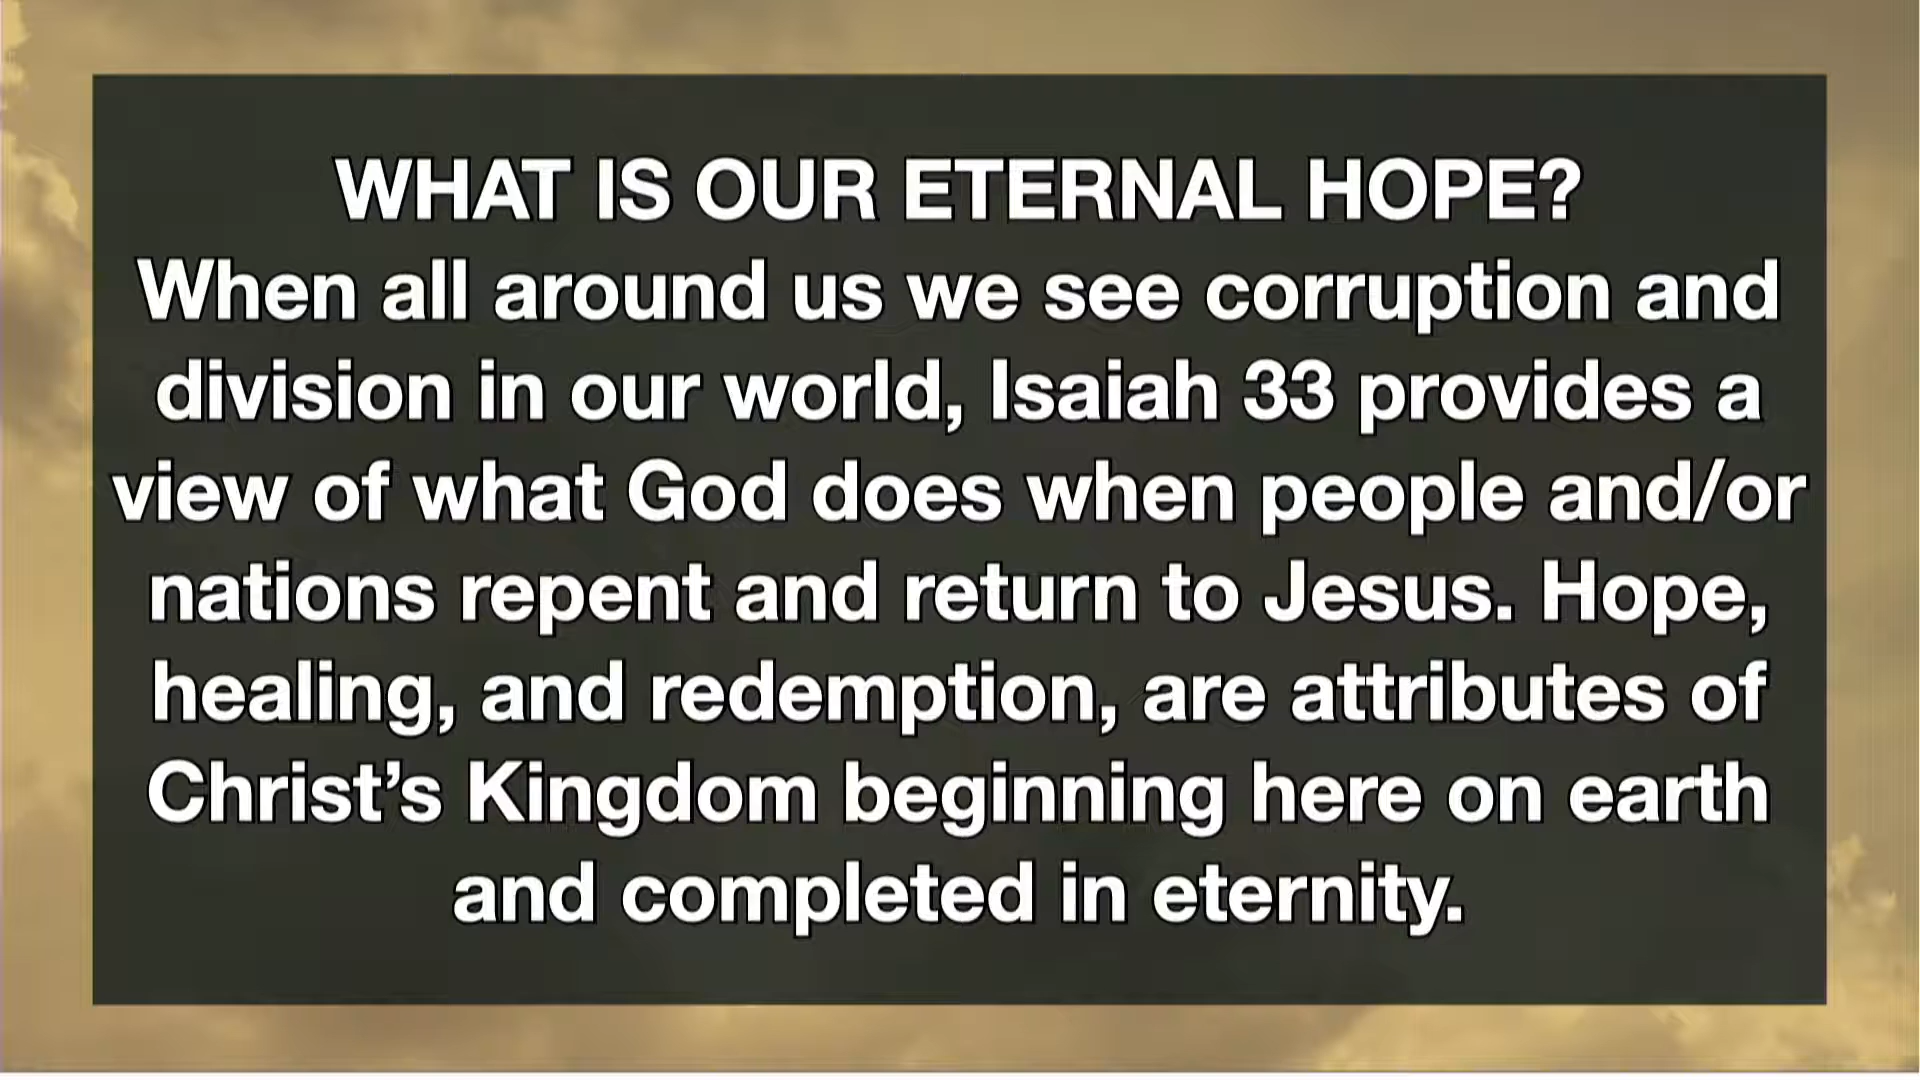 WHAT IS OUR ETERNAL HOPE?
When all around us we see corruption and
division in our world, Isaiah 33 provides a
view of what God does when people and/or
nations repent and return to Jesus. Hope,
healing, and redemption, are attributes of
Christ’s Kingdom beginning here on earth
and completed in eternity.